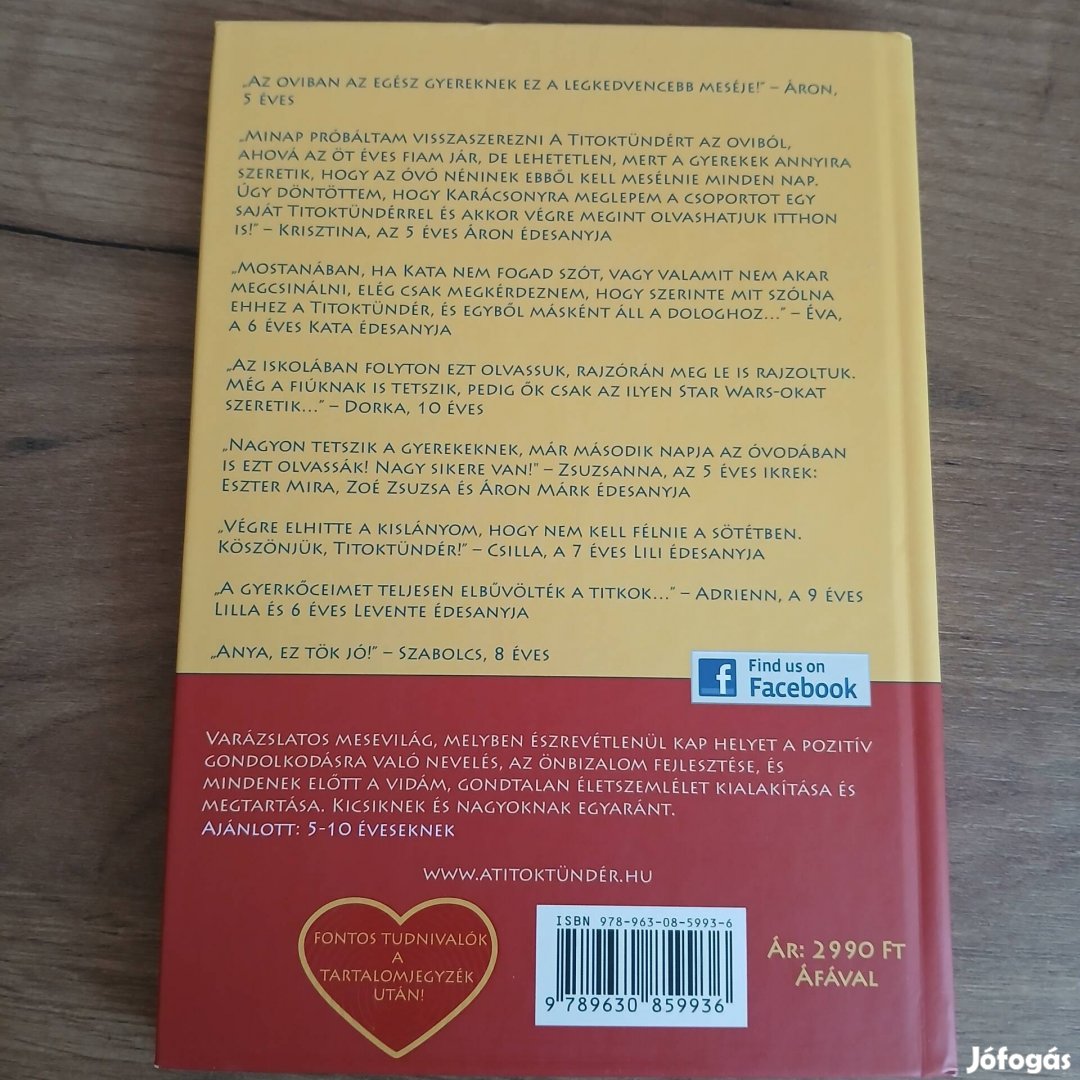 „Az oviban az egész gyereknek ez a legkedvencebb meséje!” – Áron,
5 éves
„Minap próbáltam visszaszerezni A Titoktündért az oviból,
ahová az öt éves fiam jár, de lehetetlen, mert a gyerekek annyira
szeretik, hogy az óvó néninek ebből kell mesélnie minden nap.
Úgy döntöttem, hogy Karácsonyra meglepem a csoportot egy
saját Titoktündérrel és akkor végre megint olvashatjuk itthon
is!” – Krisztina, az 5 éves Áron édesanyja
„Mostanában, ha Kata nem fogad szót, vagy valamit nem akar
megcsinálni, elég csak megkérdeznem, hogy szerinte mit szólna
ehhez a Titoktündér, és egyből másként áll a dologhoz...” – Éva,
a 6 éves Kata édesanyja
„Az iskolában folyton ezt olvassuk, rajzórán meg le is rajzoltuk.
Még a fiúknak is tetszik, pedig ők csak az ilyen Star Wars-okat
szeretik...” – Dorka, 10 éves
„Nagyon tetszik a gyerekeknek, már második napja az óvodában
is ezt olvassák! Nagy sikere van!” – Zsuzsanna, az 5 éves ikrek:
Eszter Mira, Zoé Zsuzsa és Áron Márk édesanyja
„Végre elhitte a kislányom, hogy nem kell félnie a sötétben.
Köszönjük, Titoktündér!” – Csilla, a 7 éves Lili édesanyja
„A gyerkőceimet teljesen elbűvölték a titkok...” – Adrienn, a 9 éves
Lilla és 6 éves Levente édesanyja
„Anya, ez tök jó!” – Szabolcs, 8 éves
Find us on
Facebook
Varázslatos mesevilág, melyben észrevétlenül kap helyet a pozitív
gondolkodásra való nevelés, az önbizalom fejlesztése, és
mindenek előtt a vidám, gondtalan életszemlélet kialakítása és
megtartása. Kicsiknek és nagyoknak egyaránt.
Ajánlott: 5-10 éveseknek
www.atitoktündér.hu
Fontos tudnivalók
a
tartalomjegyzék
után!
ISBN 978-963-08-5993-6
9 789630 859936
Ár: 2990 Ft
áfával
Jófogás